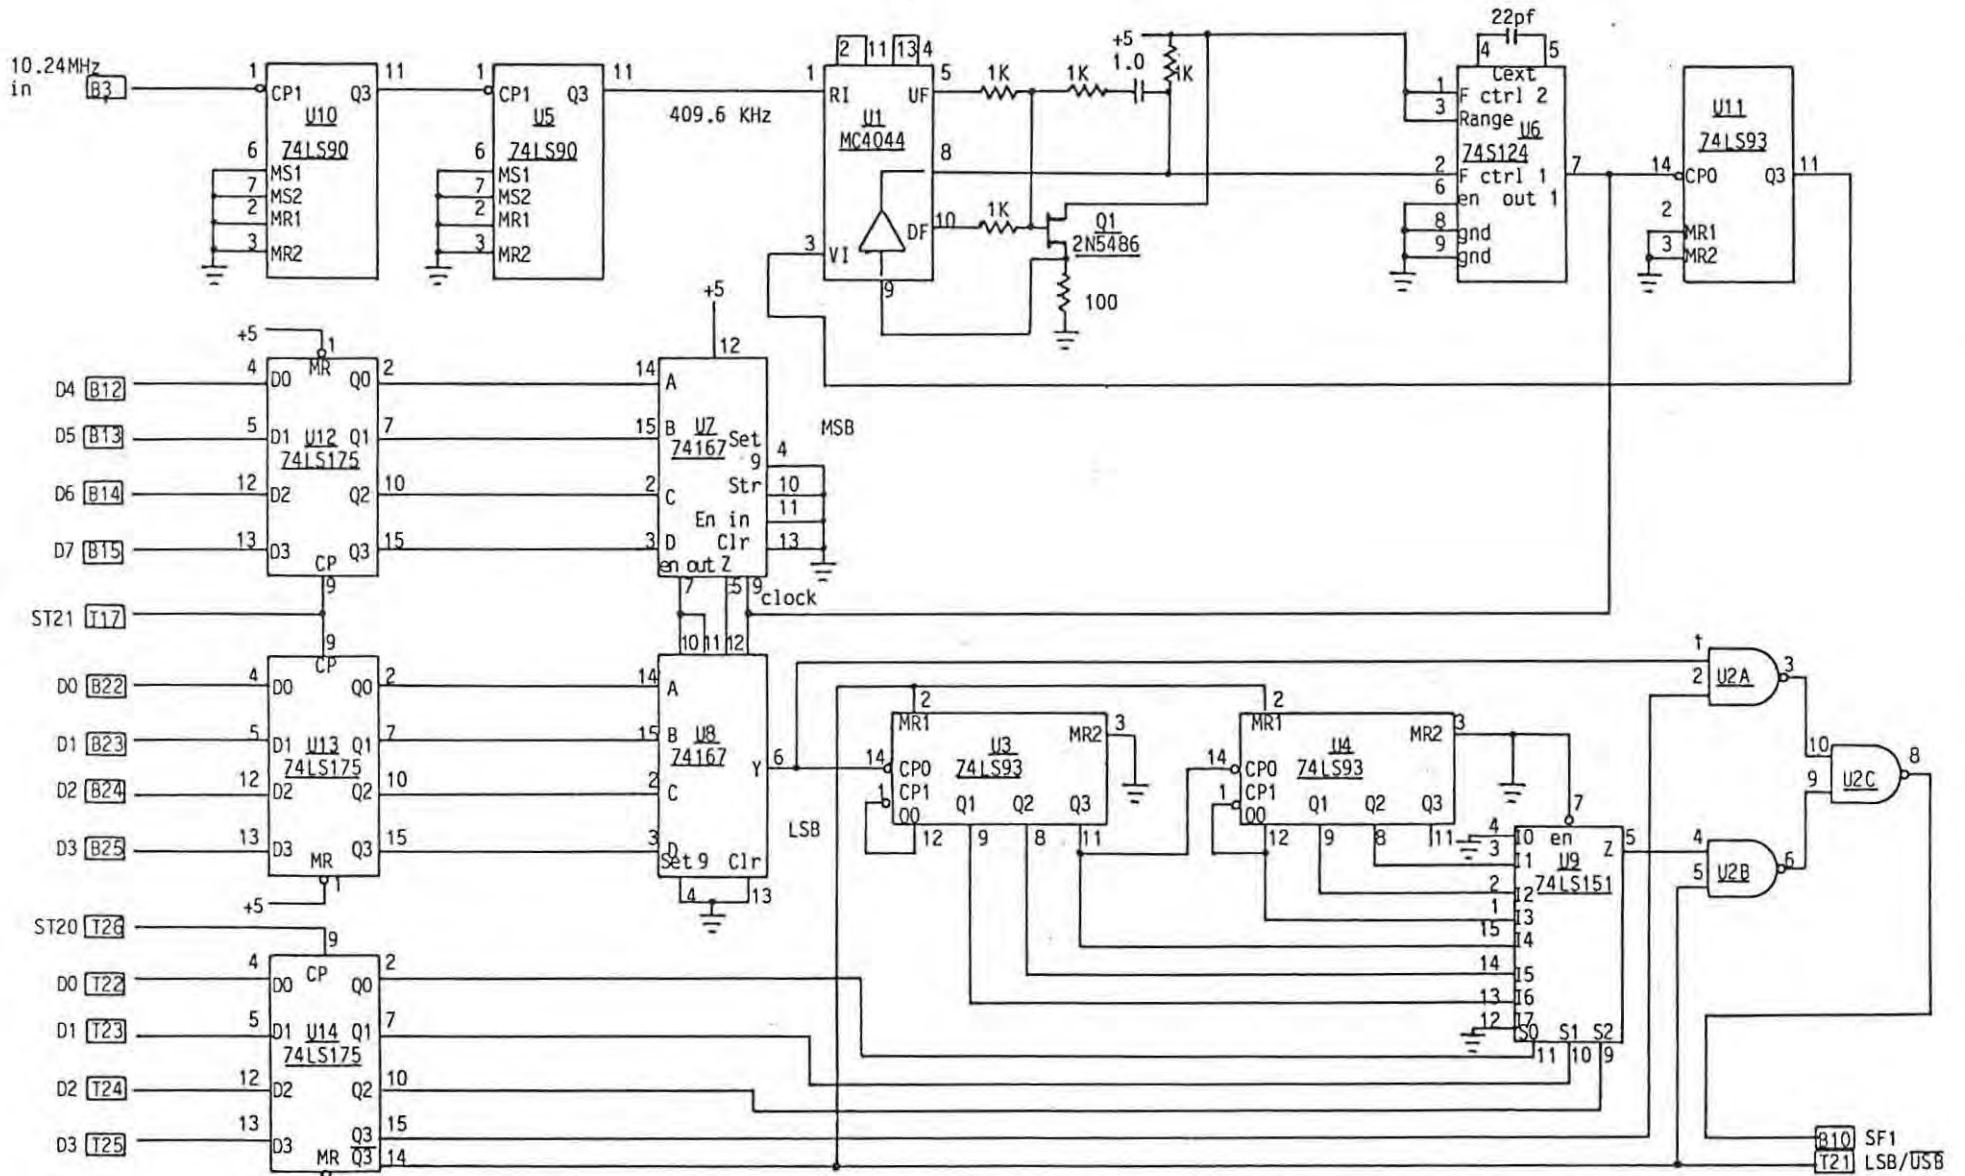 10.24MHz
in
B3
1
CP1
Q3
11
U10
74LS90
6
MS1
7
MS2
2
MR1
3
MR2
1
CP1
Q3
11
U5
74LS90
6
MS1
7
MS2
2
MR1
3
MR2
409.6 KHz
2
11
13
4
1
RI
UF
5
U1
MC4044
8
DF
10
3
VI
9
1K
1K
1.0
+5
1K
1K
Q1
2N5486
100
22pf
4
5
Cext
1
F ctrl 2
3
Range
U6
74S124
2
F ctrl 1
7
6
en out 1
8
gnd
9
gnd
U11
74LS93
14
CP0
Q3
11
2
MR1
3
MR2
+5
1
MR
D4 B12
4
D0
Q0
2
D5 B13
5
D1
U12
Q1
7
74LS175
D6 B14
12
D2
Q2
10
D7 B15
13
D3
Q3
15
CP
9
ST21 T17
+5
12
14
A
15
B
U7
74167
Set
9
4
MSB
2
C
Str
10
En in
11
3
D
Clr
13
en out Z
7
5
9
clock
9
CP
D0 B22
4
D0
Q0
2
D1 B23
5
D1
U13
Q1
7
74LS175
D2 B24
12
D2
Q2
10
D3 B25
13
D3
Q3
15
MR
1
+5
10
11
12
14
A
15
B
U8
74167
Y
6
2
C
LSB
3
D
Set 9
Clr
4
13
2
MR1
MR2
3
U3
74LS93
14
CP0
1
CP1
Q0
Q1
Q2
Q3
12
9
8
11
2
MR1
MR2
3
U4
74LS93
14
CP0
1
CP1
Q0
Q1
Q2
Q3
12
9
8
11
7
4
I0
en
5
3
I1
U9
Z
74LS151
2
I2
1
I3
15
I4
14
I5
13
I6
12
I7
S0
S1
S2
11
10
9
1
2
U2A
3
4
5
U2B
6
10
9
U2C
8
ST20 T26
9
D0 T22
4
D0
CP
Q0
2
D1 T23
5
D1
U14
Q1
7
74LS175
D2 T24
12
D2
Q2
10
D3 T25
13
D3
Q3
15
MR
Q̅3̅
14
B10 SF1
T21 LSB/U̅S̅B̅